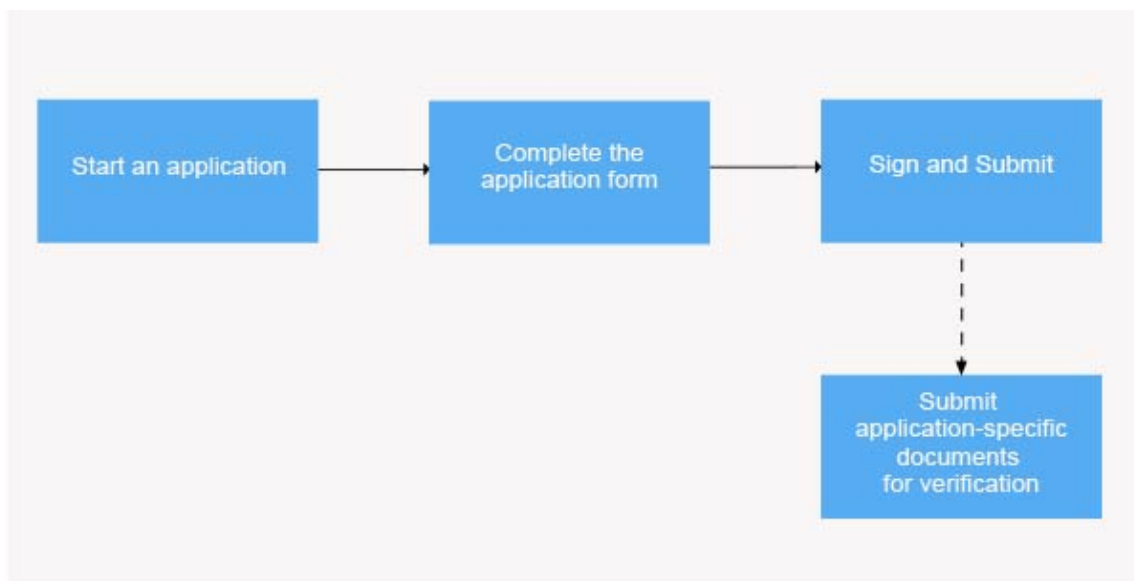 Start an application
Complete the
application form
Sign and Submit
Submit
application-specific
documents
for verification